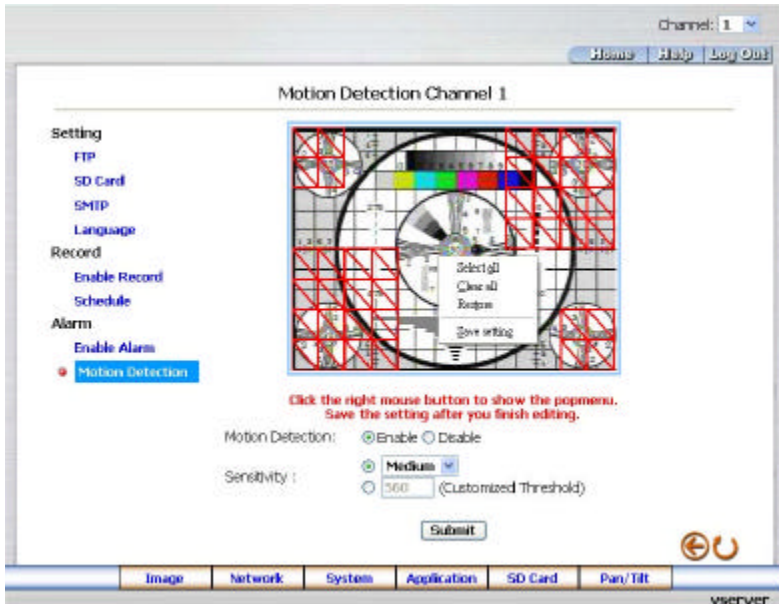 Channel: 1
Home Help Log Out
Motion Detection Channel 1
Setting
FTP
SD Card
SMTP
Language
Record
Enable Record
Schedule
Alarm
Enable Alarm
Motion Detection
Select all
Clear all
Restore
Save setting
Click the right mouse button to show the popmenu.
Save the setting after you finish editing.
Motion Detection: Enable Disable
Sensitivity : Medium
560 (Customized Threshold)
Submit
Image Network System Application SD Card Pan/Tilt
vserver